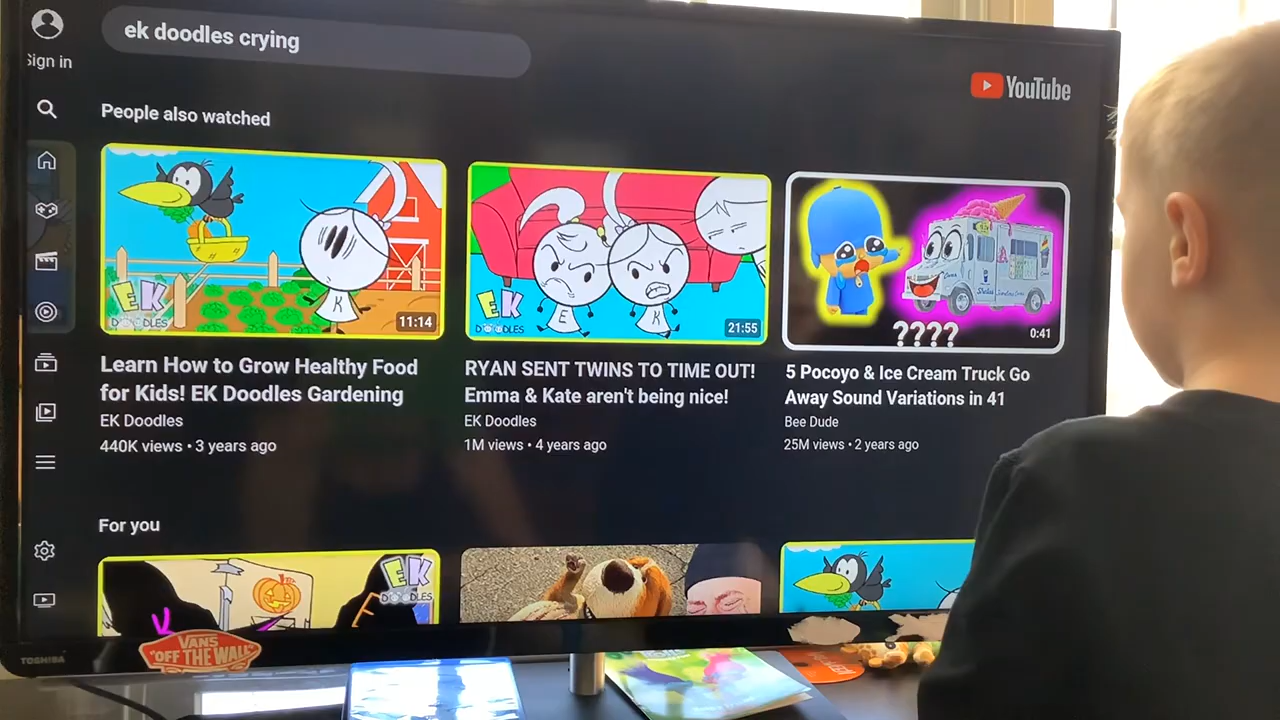 ek doodles crying
Sign in
YouTube
People also watched
EK
DOODLES
K
11:14
EK
DOODLES
E
K
21:55
????
0:41
Learn How to Grow Healthy Food
for Kids! EK Doodles Gardening
EK Doodles
440K views • 3 years ago
RYAN SENT TWINS TO TIME OUT!
Emma & Kate aren't being nice!
EK Doodles
1M views • 4 years ago
5 Pocoyo & Ice Cream Truck Go
Away Sound Variations in 41
Bee Dude
25M views • 2 years ago
For you
EK
DOODLES
TOSHIBA
VANS
"OFF THE WALL"